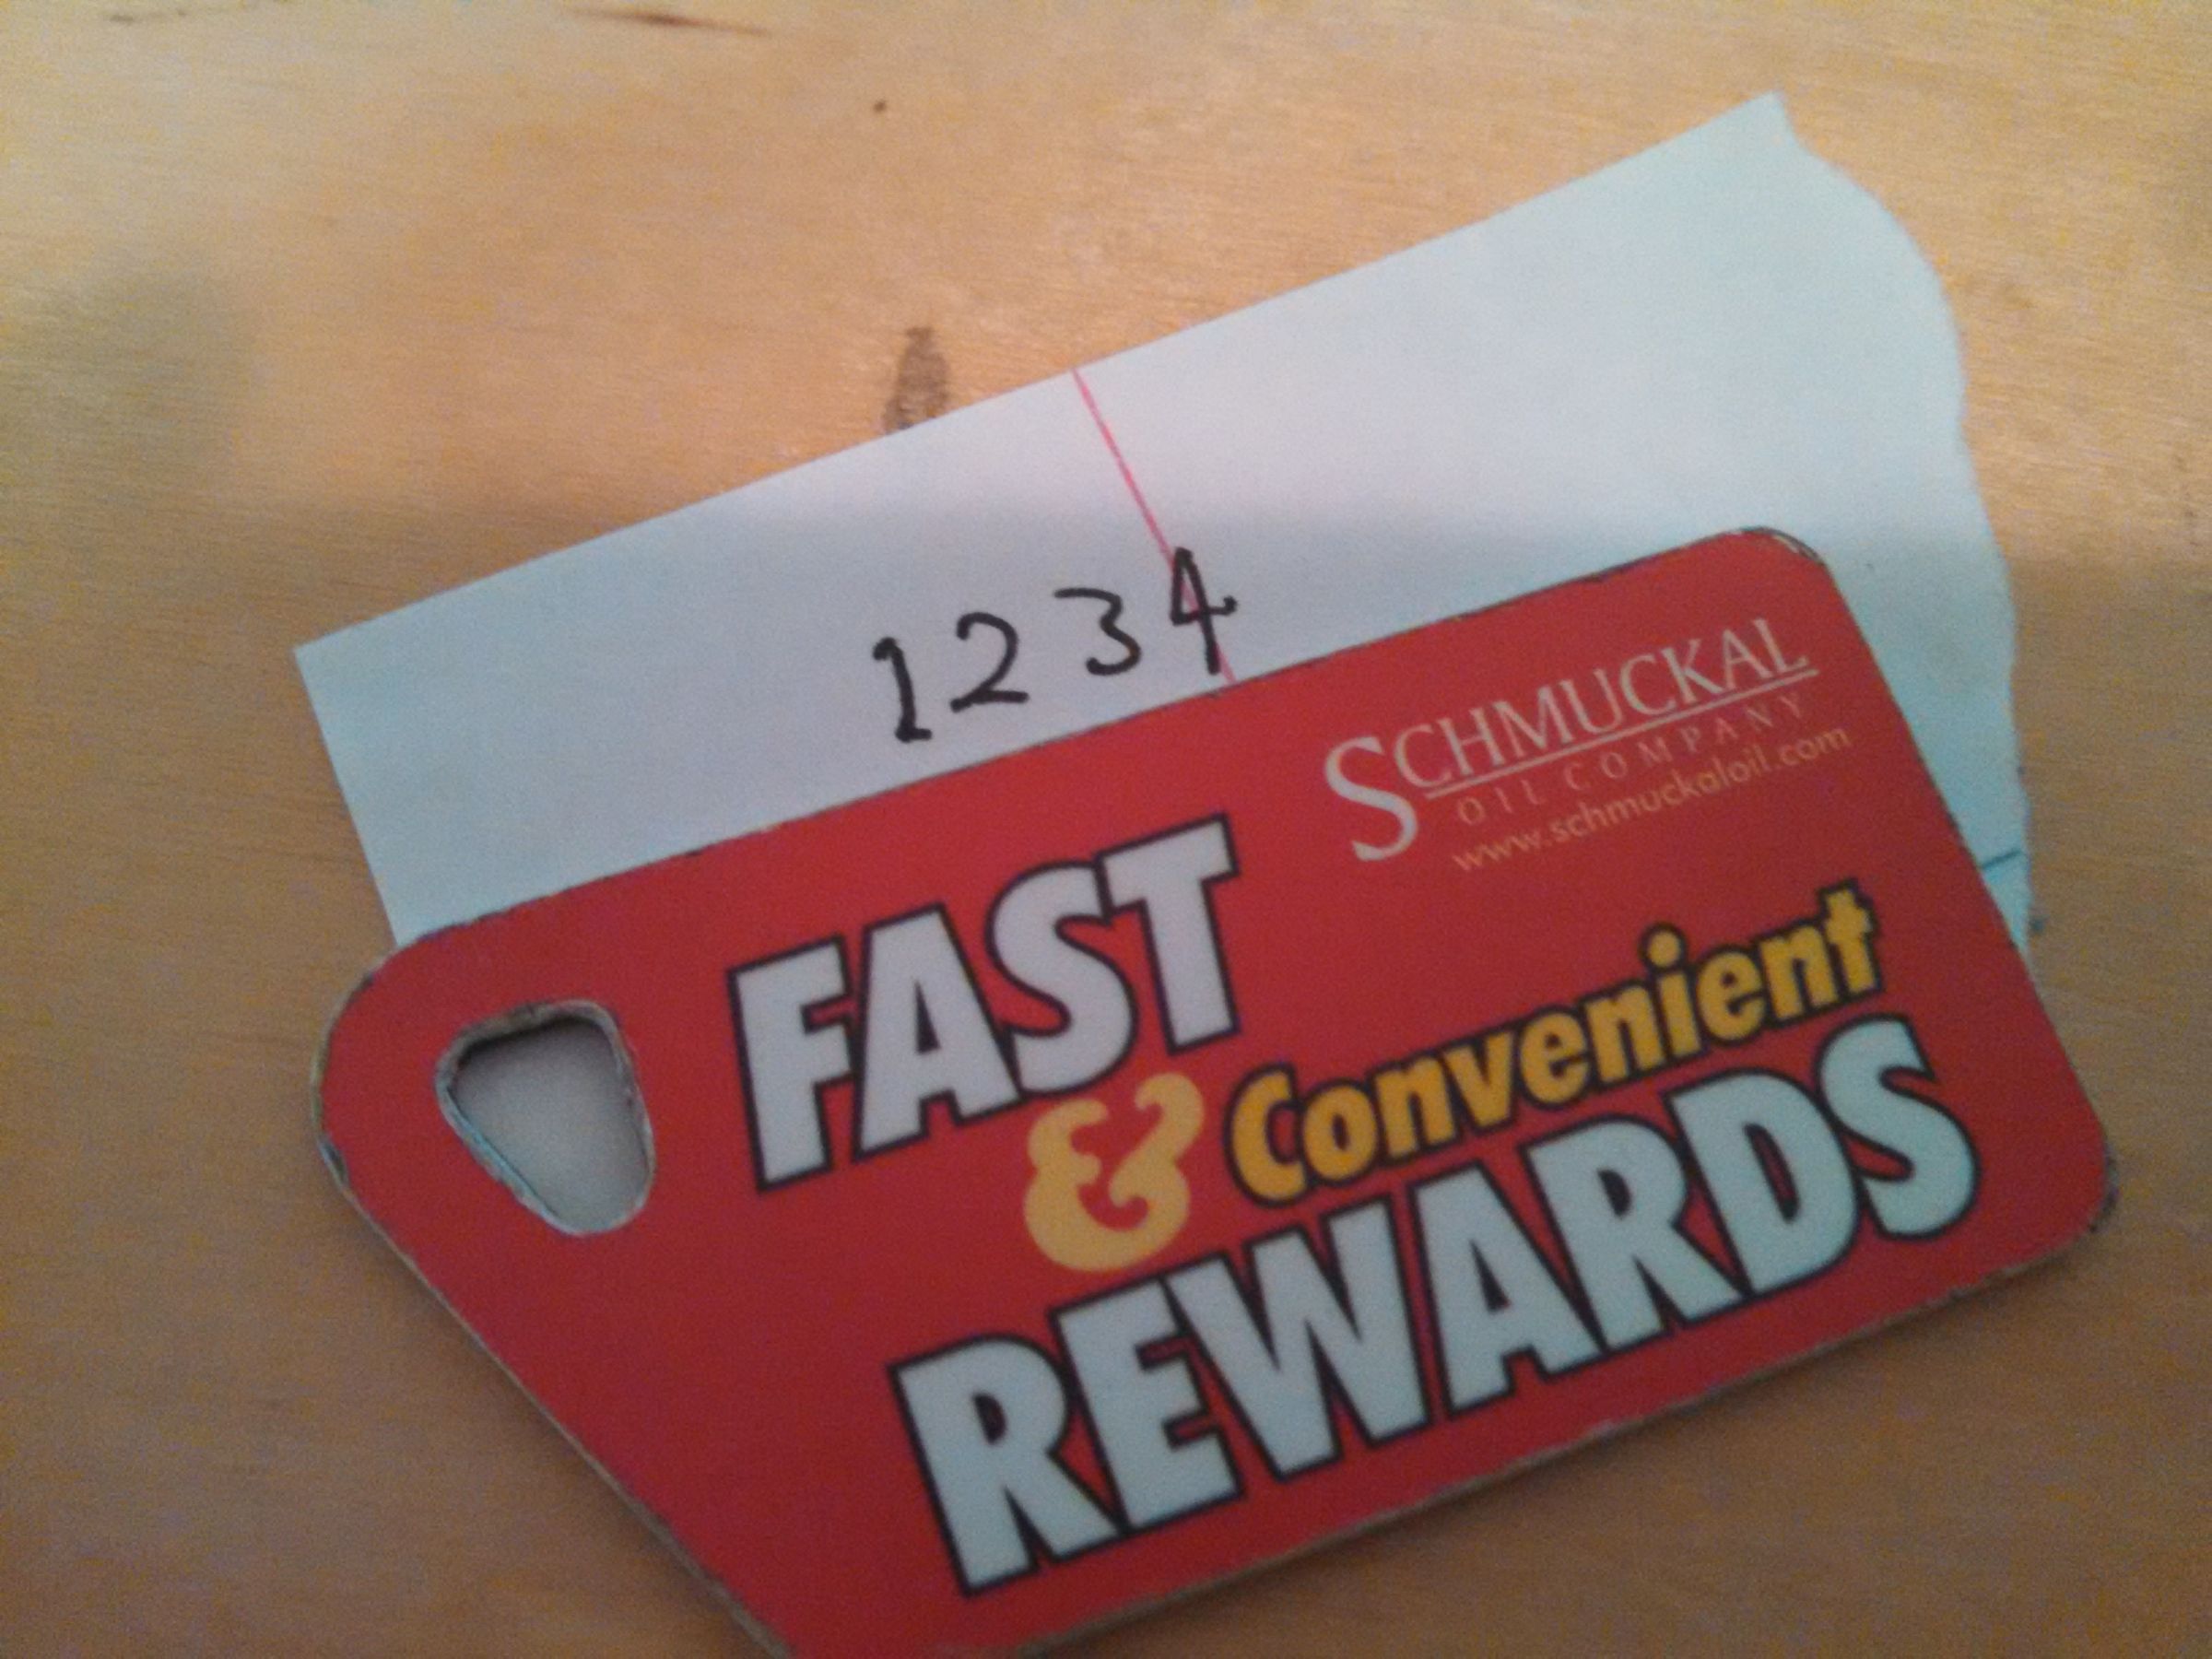 1234
SCHMUCKAL
OIL COMPANY
www.schmuckaloil.com
FAST
& Convenient
REWARDS